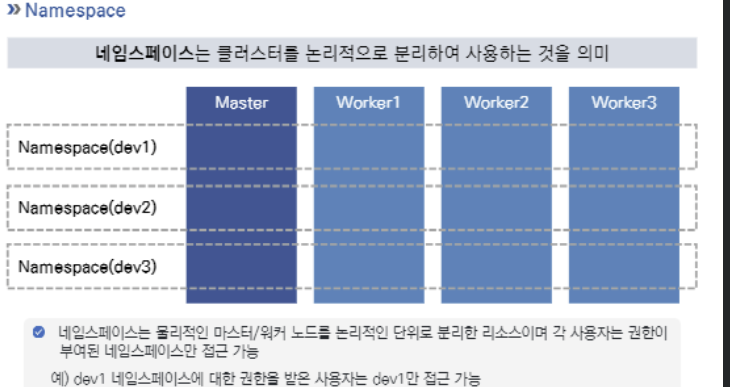 » Namespace
네임스페이스는 클러스터를 논리적으로 분리하여 사용하는 것을 의미
Master Worker1 Worker2 Worker3
Namespace(dev1)
Namespace(dev2)
Namespace(dev3)
네임스페이스는 물리적인 마스터/워커 노드를 논리적인 단위로 분리한 리소스이며 각 사용자는 권한이
부여된 네임스페이스만 접근 가능
예) dev1 네임스페이스에 대한 권한을 받은 사용자는 dev1만 접근 가능